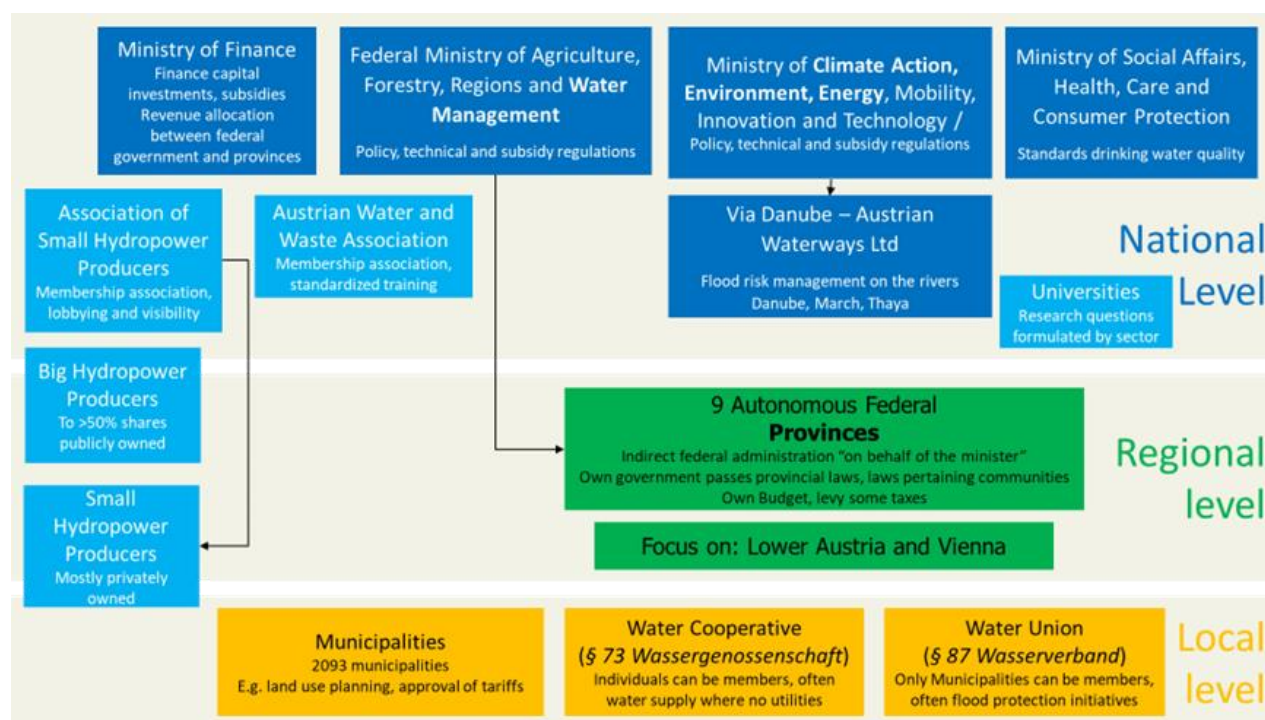 Ministry of Finance
Finance capital
investments, subsidies
Revenue allocation
between federal
government and provinces
Federal Ministry of Agriculture,
Forestry, Regions and Water
Management
Policy, technical and subsidy regulations
Ministry of Climate Action,
Environment, Energy, Mobility,
Innovation and Technology /
Policy, technical and subsidy regulations
Ministry of Social Affairs,
Health, Care and
Consumer Protection
Standards drinking water quality
Association of
Small Hydropower
Producers
Membership association,
lobbying and visibility
Austrian Water and
Waste Association
Membership association,
standardized training
Via Danube – Austrian
Waterways Ltd
Flood risk management on the rivers
Danube, March, Thaya
National
Level
Universities
Research questions
formulated by sector
Big Hydropower
Producers
To >50% shares
publicly owned
9 Autonomous Federal
Provinces
Indirect federal administration "on behalf of the minister"
Own government passes provincial laws, laws pertaining communities
Own Budget, levy some taxes
Regional
level
Small
Hydropower
Producers
Mostly privately
owned
Focus on: Lower Austria and Vienna
Municipalities
2093 municipalities
E.g. land use planning, approval of tariffs
Water Cooperative
(§ 73 Wassergenossenschaft)
Individuals can be members, often
water supply where no utilities
Water Union
(§ 87 Wasserverband)
Only Municipalities can be members,
often flood protection initiatives
Local
level